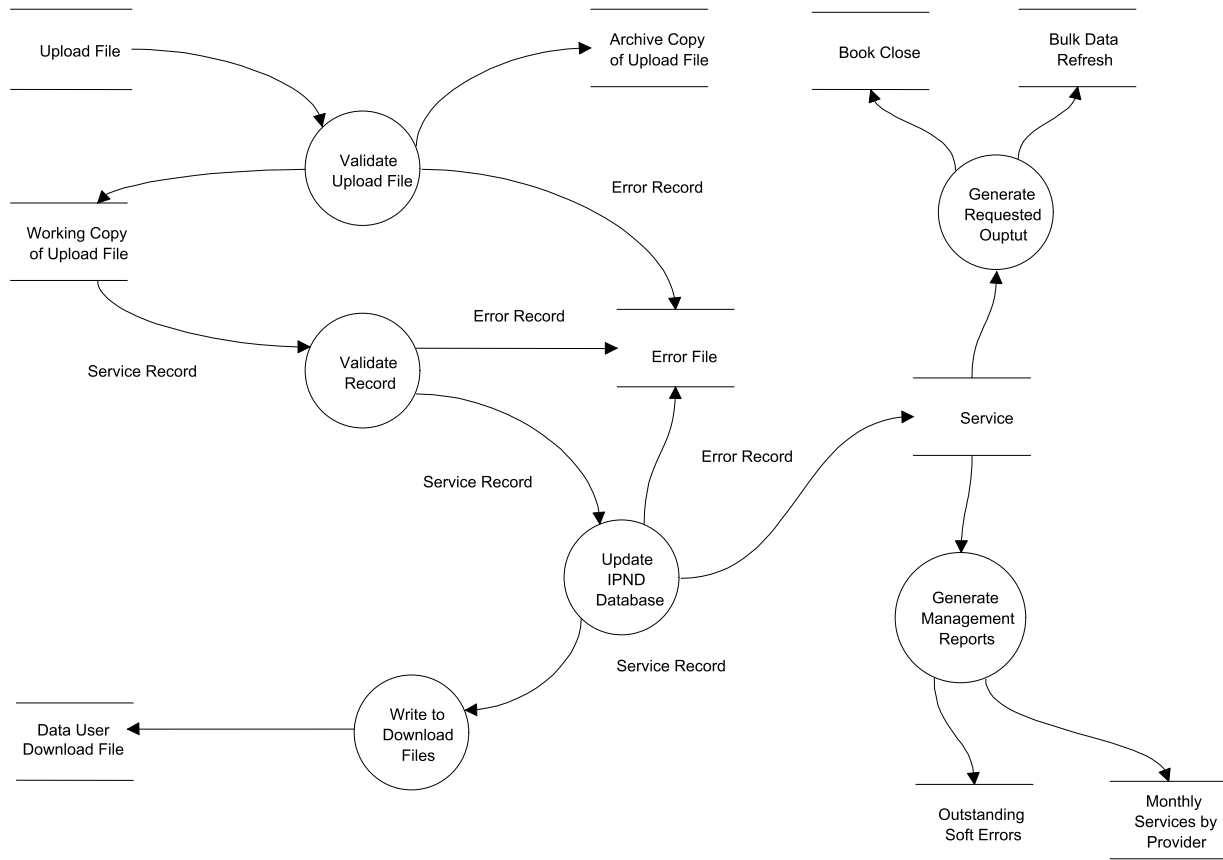 Upload File
Archive Copy
of Upload File
Book Close
Bulk Data
Refresh
Validate
Upload File
Error Record
Generate
Requested
Ouptut
Working Copy
of Upload File
Error Record
Service Record
Validate
Record
Error File
Service
Error Record
Service Record
Update
IPND
Database
Generate
Management
Reports
Service Record
Write to
Download
Files
Data User
Download File
Outstanding
Soft Errors
Monthly
Services by
Provider